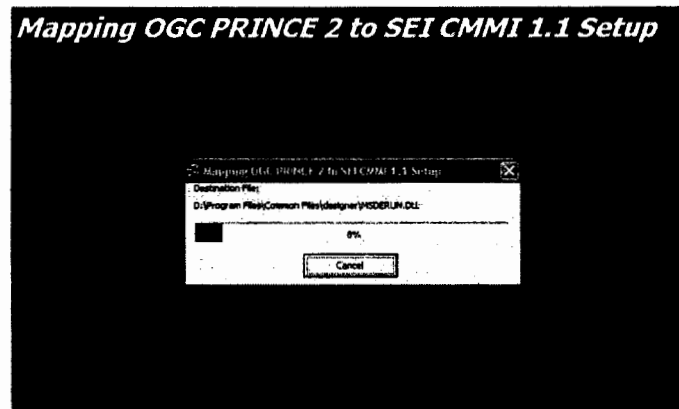 Mapping OGC PRINCE 2 to SEI CMMI 1.1 Setup
Mapping OGC PRINCE 2 to SEI CMMI 1.1 Setup
Destination File:
D:\Program Files\Common Files\designer\MSDERUN.DLL
8%
Cancel